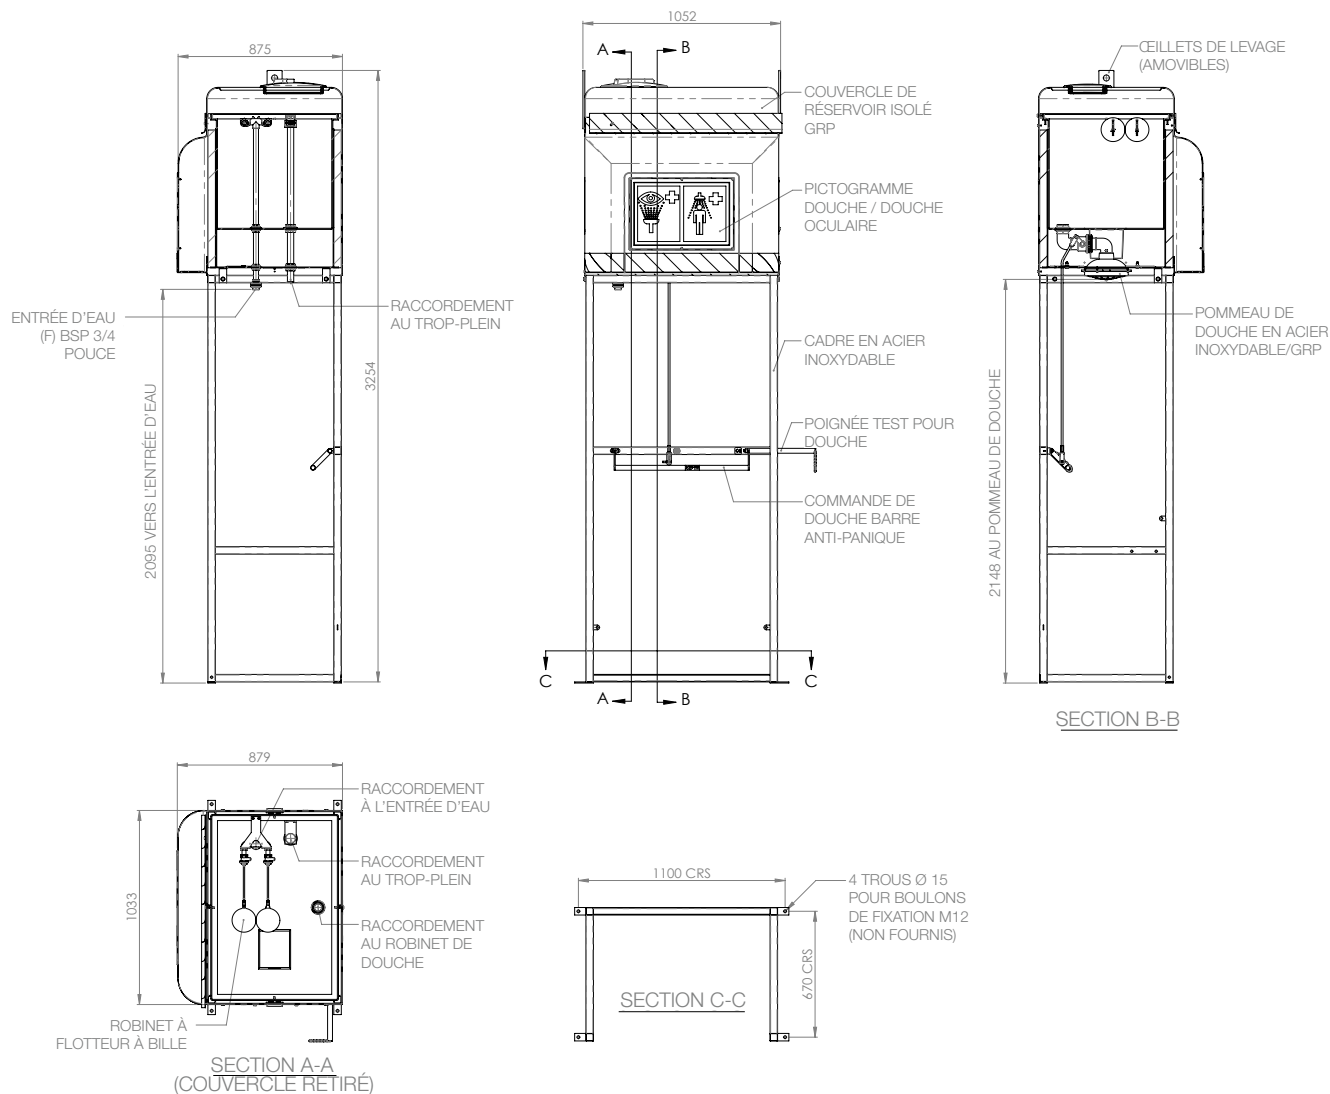 875
3254
ENTRÉE D'EAU
(F) BSP 3/4
POUCE
RACCORDEMENT
AU TROP-PLEIN
2095 VERS L'ENTRÉE D'EAU
1052
A
B
COUVERCLE DE
RÉSERVOIR ISOLÉ
GRP
PICTOGRAMME
DOUCHE / DOUCHE
OCULAIRE
CADRE EN ACIER
INOXYDABLE
POIGNÉE TEST POUR
DOUCHE
COMMANDE DE
DOUCHE BARRE
ANTI-PANIQUE
C
C
A
B
ŒILLETS DE LEVAGE
(AMOVIBLES)
POMMEAU DE
DOUCHE EN ACIER
INOXYDABLE/GRP
2148 AU POMMEAU DE DOUCHE
SECTION B-B
879
1033
RACCORDEMENT
À L'ENTRÉE D'EAU
RACCORDEMENT
AU TROP-PLEIN
RACCORDEMENT
AU ROBINET DE
DOUCHE
ROBINET À
FLOTTEUR À BILLE
SECTION A-A
(COUVERCLE RETIRÉ)
1100 CRS
4 TROUS Ø 15
POUR BOULONS
DE FIXATION M12
(NON FOURNIS)
670 CRS
SECTION C-C